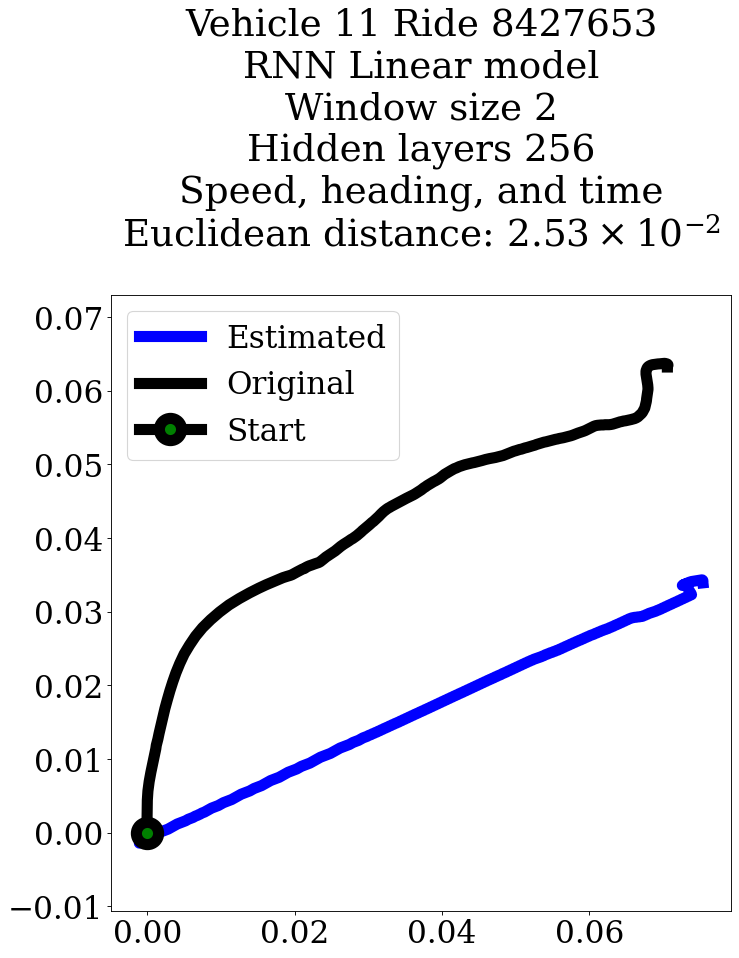 Vehicle 11 Ride 8427653
RNN Linear model
Window size 2
Hidden layers 256
Speed, heading, and time
Euclidean distance: 2.53 × 10⁻²
Estimated
Original
Start
0.07
0.06
0.05
0.04
0.03
0.02
0.01
0.00
−0.01
0.00 0.02 0.04 0.06